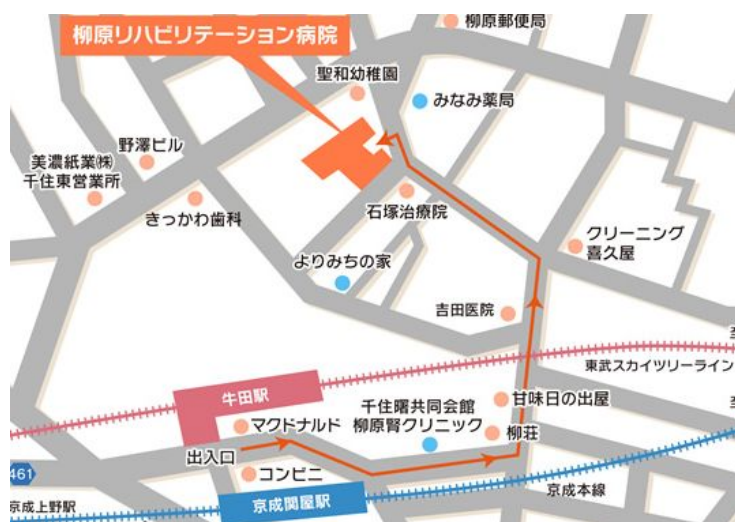 柳原郵便局
柳原リハビリテーション病院
聖和幼稚園
みなみ薬局
野澤ビル
美濃紙業㈱
千住東営業所
きっかわ歯科
石塚治療院
クリーニング
喜久屋
よりみちの家
吉田医院
東武スカイツリーライン
牛田駅
甘味日の出屋
千住曙共同会館
柳原腎クリニック
マクドナルド
柳荘
出入口
コンビニ
461
京成関屋駅
京成本線
京成上野駅